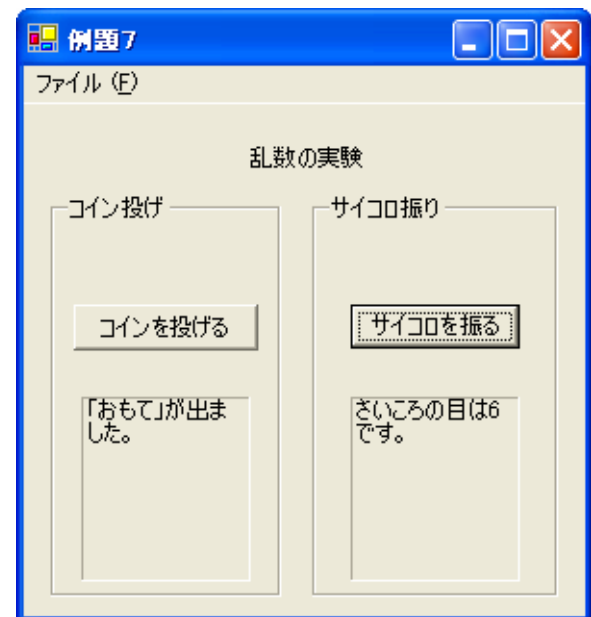 例題7
ファイル (F)
乱数の実験
コイン投げ
コインを投げる
「おもて」が出ま
した。
サイコロ振り
サイコロを振る
さいころの目は6
です。